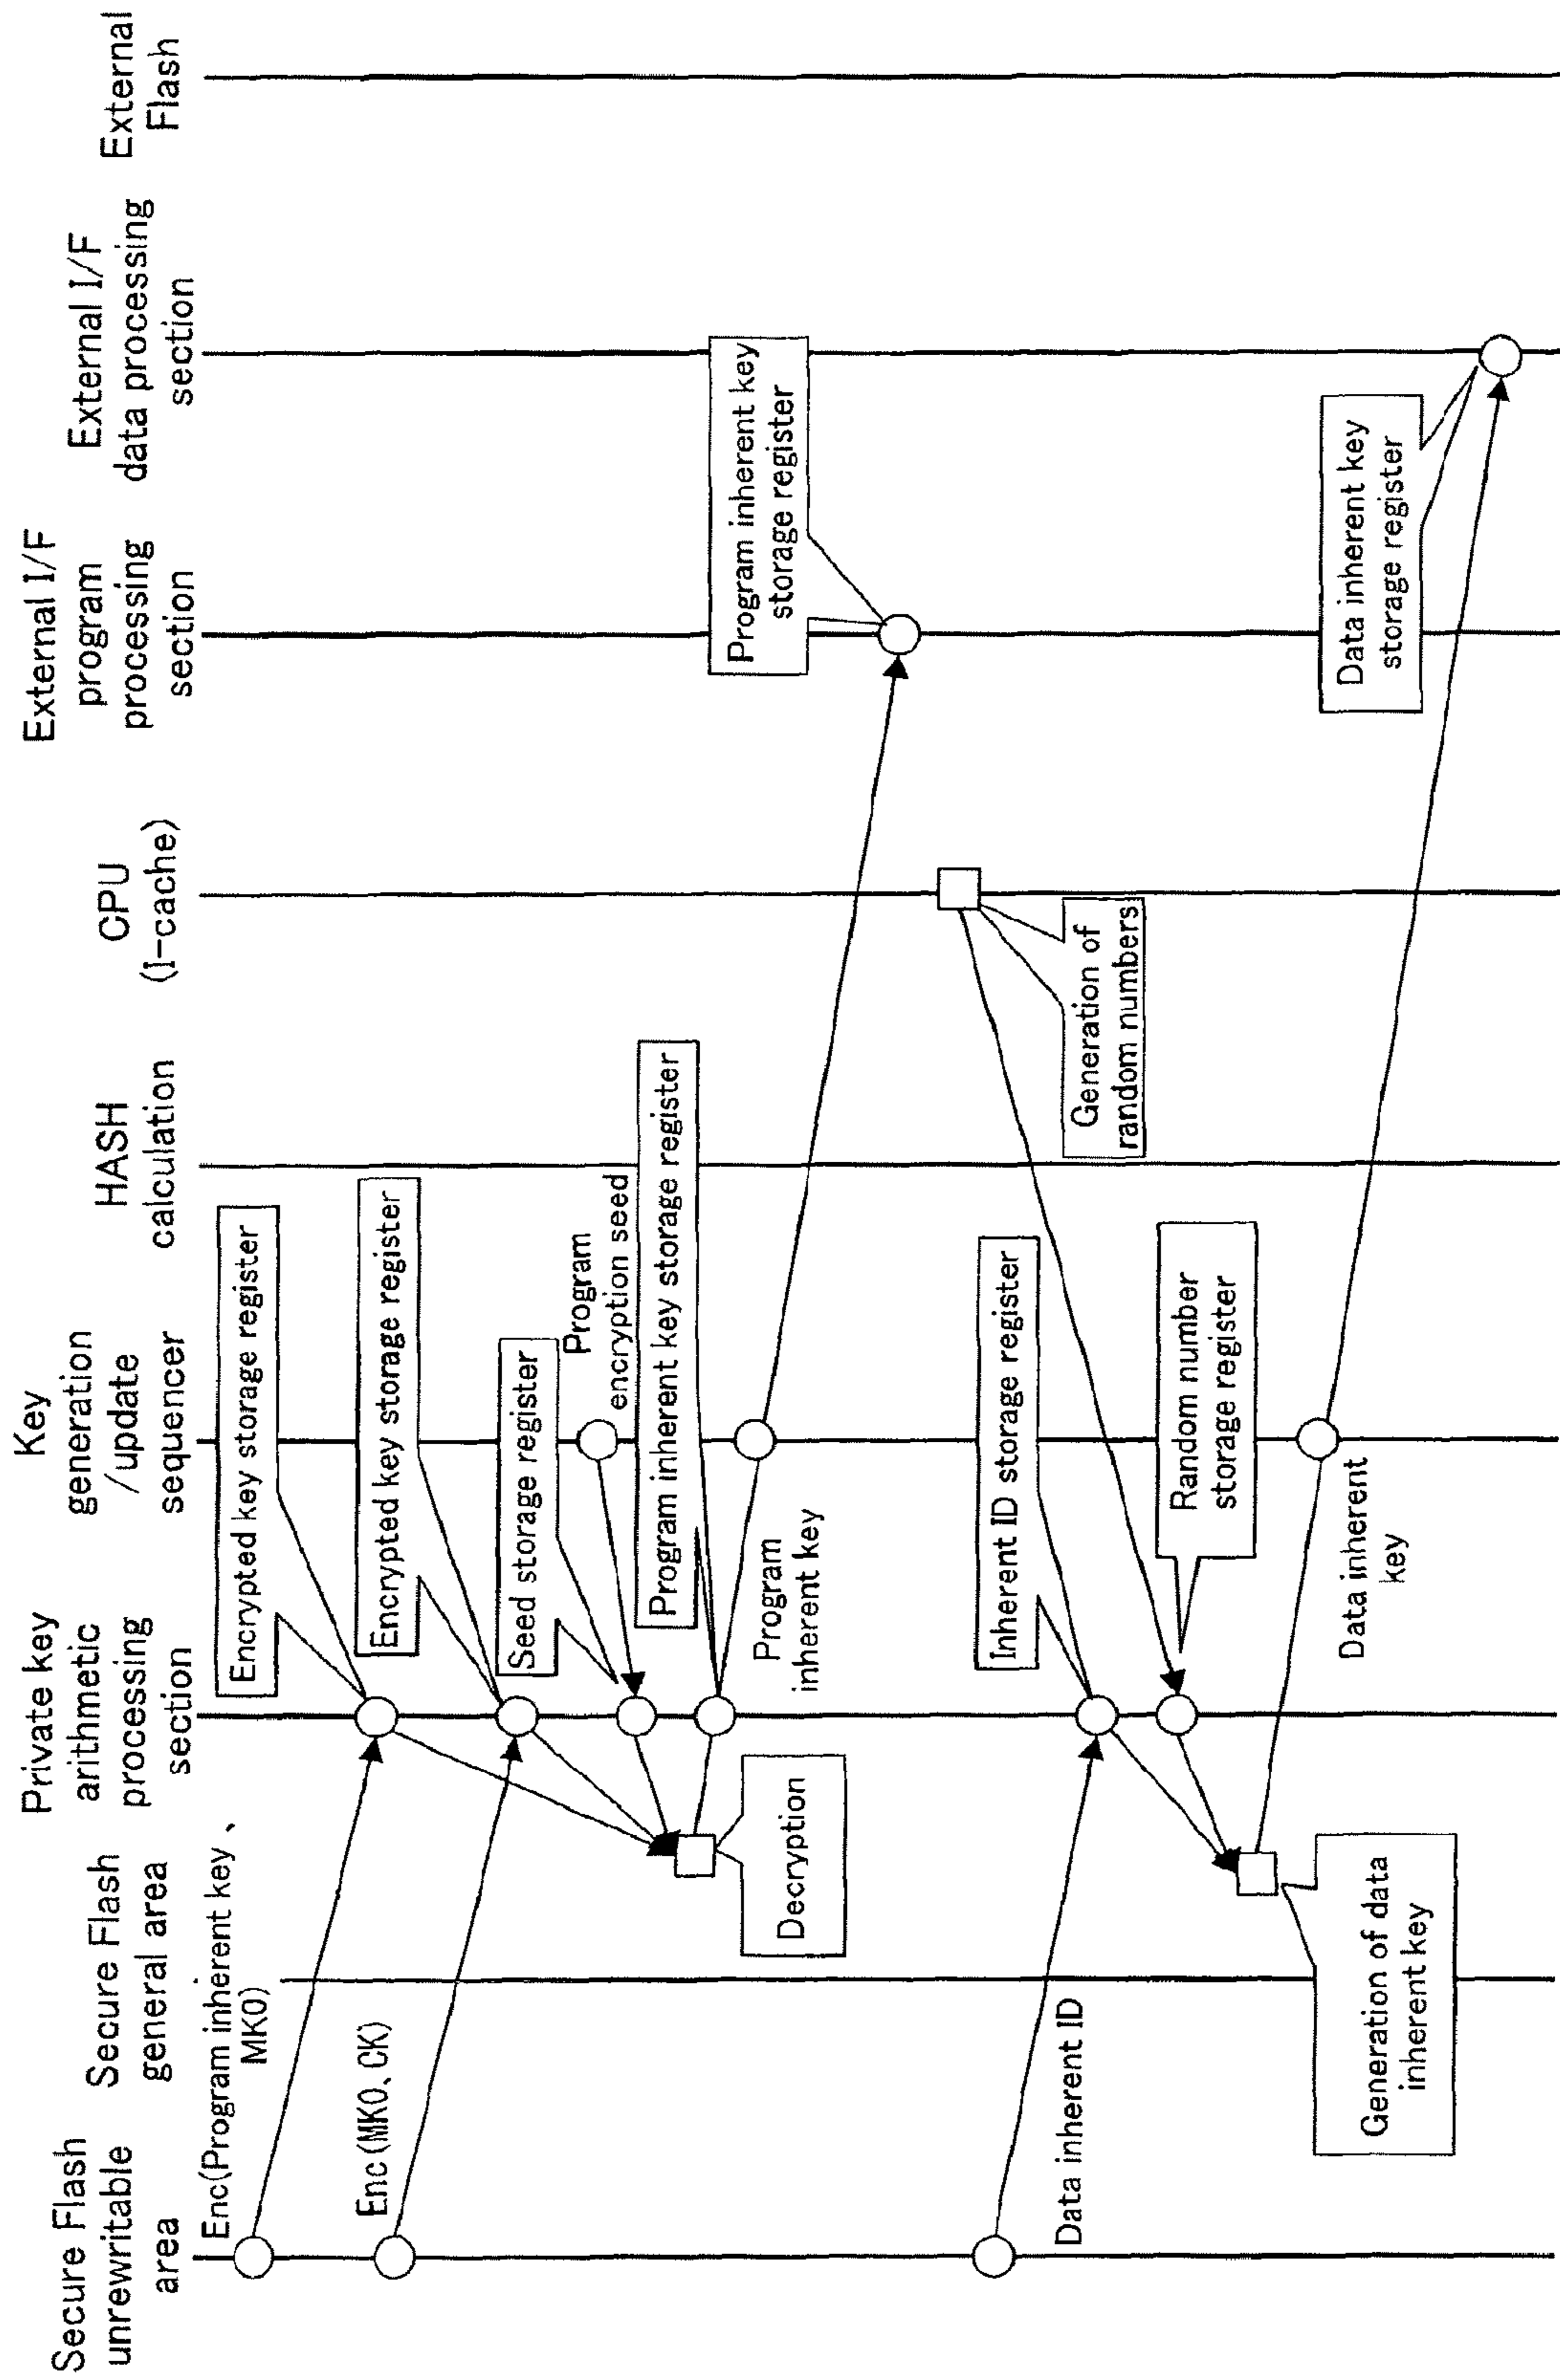 Secure Flash
unrewritable
area
Secure Flash
general area
Private key
arithmetic
processing
section
Key
generation
/update
sequencer
HASH
calculation
CPU
(I-cache)
External I/F
program
processing
section
External I/F
data processing
section
External
Flash
Enc(Program inherent key、
MK0)
Encrypted key storage register
Enc(MK0、CK)
Encrypted key storage register
Seed storage register
Program
encryption seed
Program inherent key storage register
Decryption
Program
inherent key
Program inherent key
storage register
Generation of
random numbers
Data inherent ID
Inherent ID storage register
Random number
storage register
Generation of data
inherent key
Data inherent
key
Data inherent key
storage register